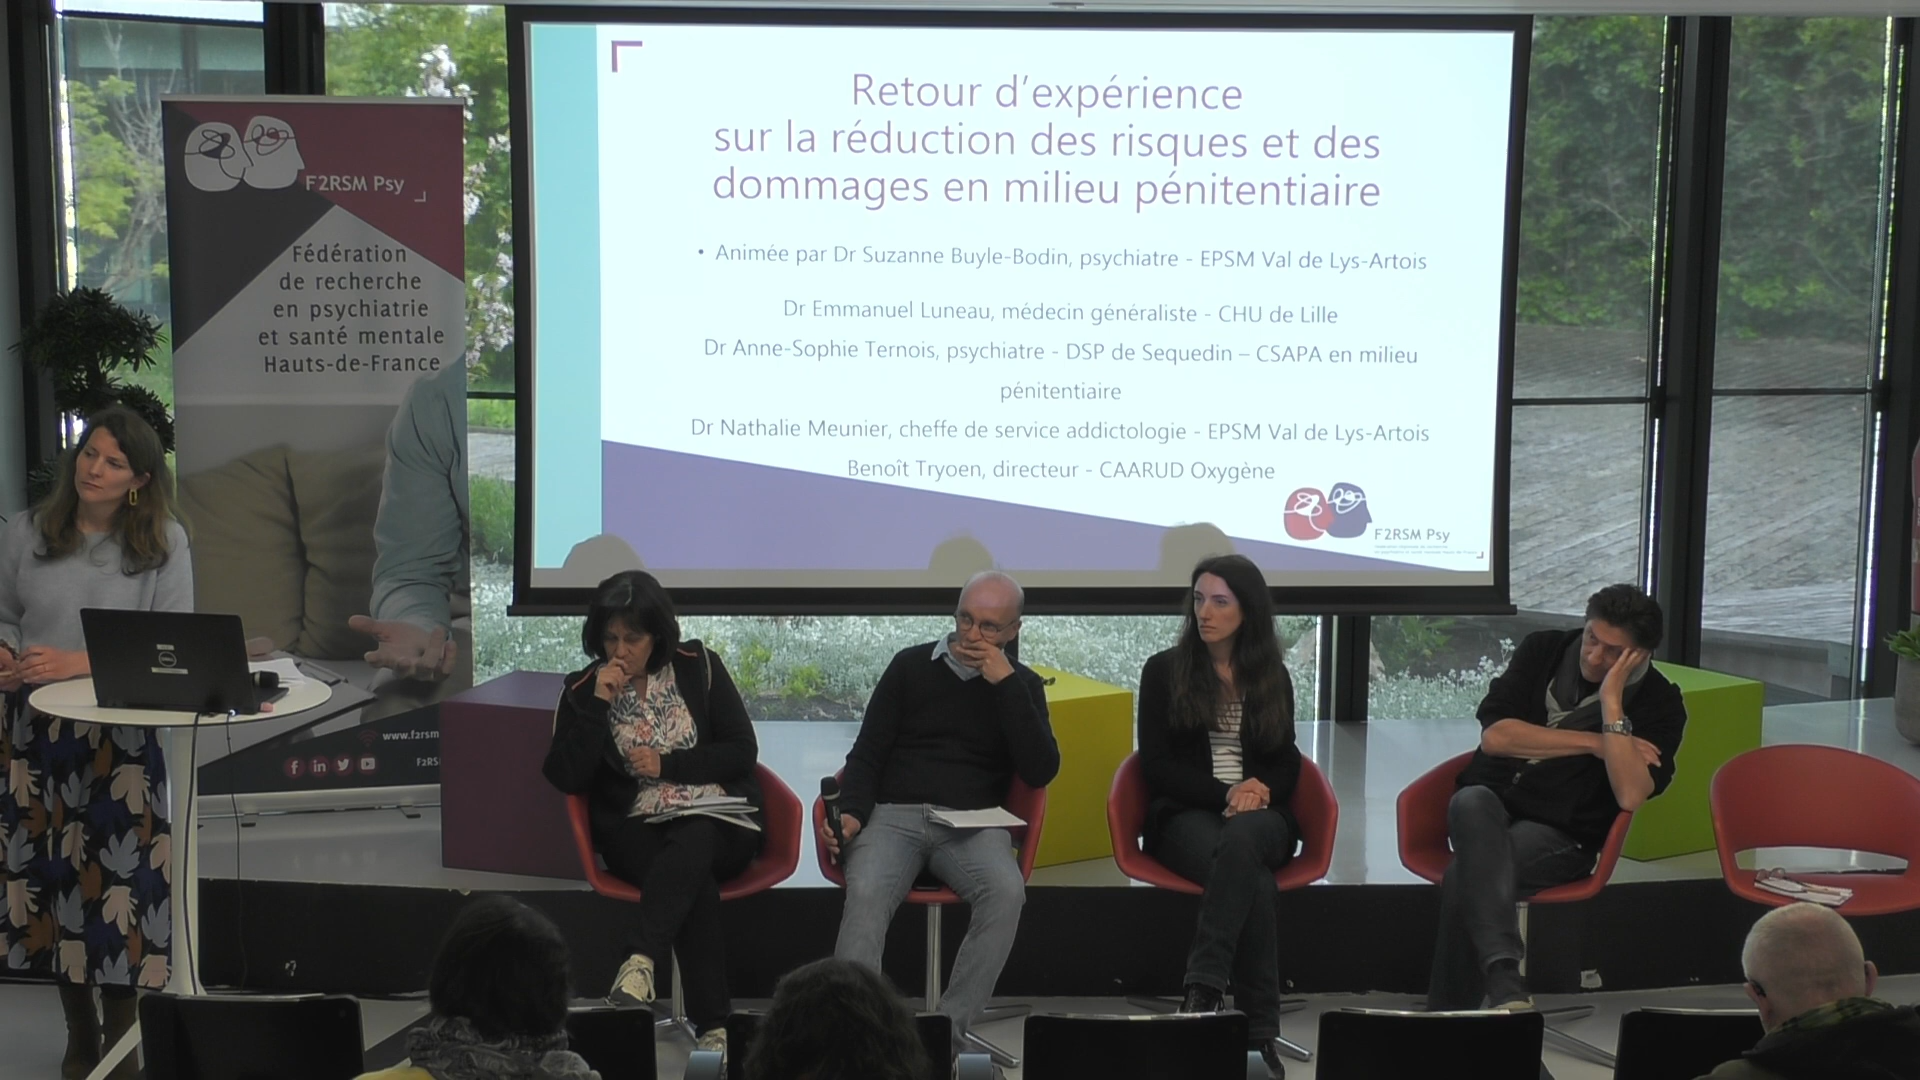 F2RSM Psy
Fédération
de recherche
en psychiatrie
et santé mentale
Hauts-de-France
www.f2rsm
F2RS
Retour d’expérience
sur la réduction des risques et des
dommages en milieu pénitentiaire
• Animée par Dr Suzanne Buyle-Bodin, psychiatre - EPSM Val de Lys-Artois
Dr Emmanuel Luneau, médecin généraliste - CHU de Lille
Dr Anne-Sophie Ternois, psychiatre - DSP de Sequedin – CSAPA en milieu
pénitentiaire
Dr Nathalie Meunier, cheffe de service addictologie - EPSM Val de Lys-Artois
Benoît Tryoen, directeur - CAARUD Oxygène
F2RSM Psy
DELL